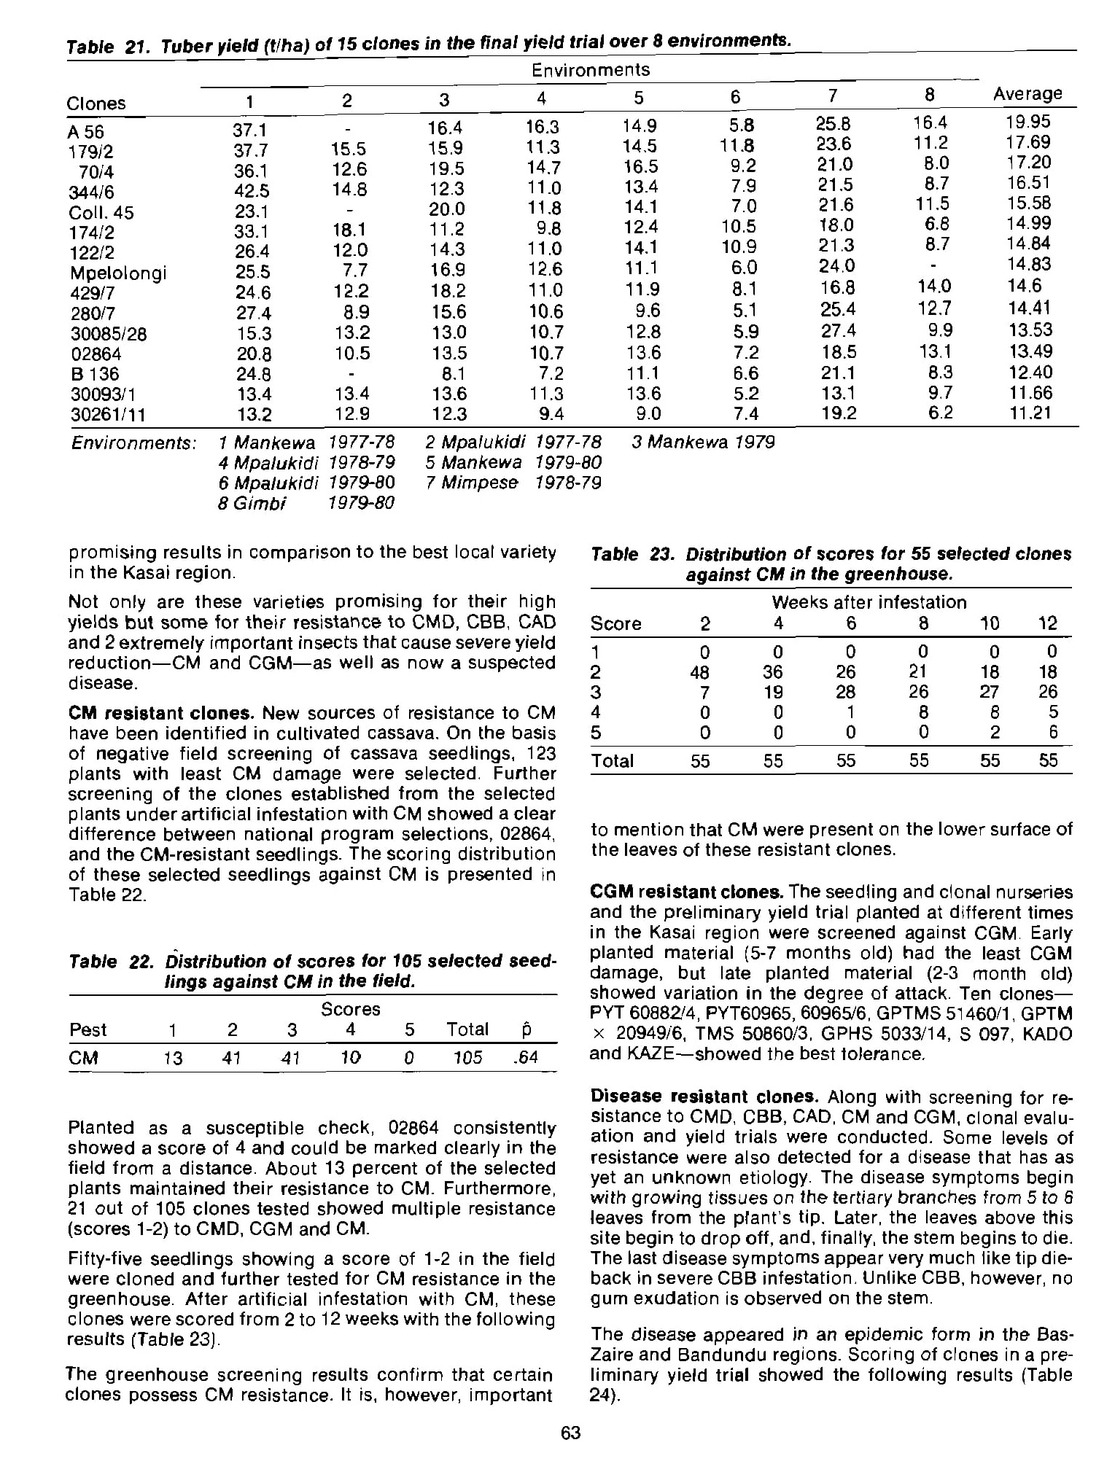 Table 21. Tuber yield (t/ha) of 15 clones in the final yield trial over 8 environments.
Environments
Clones 1 2 3 4 5 6 7 8 Average
A 56 37.1 - 16.4 16.3 14.9 5.8 25.8 16.4 19.95
179/2 37.7 15.5 15.9 11.3 14.5 11.8 23.6 11.2 17.69
70/4 36.1 12.6 19.5 14.7 16.5 9.2 21.0 8.0 17.20
344/6 42.5 14.8 12.3 11.0 13.4 7.9 21.5 8.7 16.51
Coll. 45 23.1 - 20.0 11.8 14.1 7.0 21.6 11.5 15.58
174/2 33.1 18.1 11.2 9.8 12.4 10.5 18.0 6.8 14.99
122/2 26.4 12.0 14.3 11.0 14.1 10.9 21.3 8.7 14.84
Mpelolongi 25.5 7.7 16.9 12.6 11.1 6.0 24.0 - 14.83
429/7 24.6 12.2 18.2 11.0 11.9 8.1 16.8 14.0 14.6
280/7 27.4 8.9 15.6 10.6 9.6 5.1 25.4 12.7 14.41
30085/28 15.3 13.2 13.0 10.7 12.8 5.9 27.4 9.9 13.53
02864 20.8 10.5 13.5 10.7 13.6 7.2 18.5 13.1 13.49
B 136 24.8 - 8.1 7.2 11.1 6.6 21.1 8.3 12.40
30093/1 13.4 13.4 13.6 11.3 13.6 5.2 13.1 9.7 11.66
30261/11 13.2 12.9 12.3 9.4 9.0 7.4 19.2 6.2 11.21
Environments: 1 Mankewa 1977-78 2 Mpalukidi 1977-78 3 Mankewa 1979
4 Mpalukidi 1978-79 5 Mankewa 1979-80
6 Mpalukidi 1979-80 7 Mimpese 1978-79
8 Gimbi 1979-80
promising results in comparison to the best local variety
in the Kasai region.
Not only are these varieties promising for their high
yields but some for their resistance to CMD, CBB, CAD
and 2 extremely important insects that cause severe yield
reduction—CM and CGM—as well as now a suspected
disease.
CM resistant clones. New sources of resistance to CM
have been identified in cultivated cassava. On the basis
of negative field screening of cassava seedlings, 123
plants with least CM damage were selected. Further
screening of the clones established from the selected
plants under artificial infestation with CM showed a clear
difference between national program selections, 02864,
and the CM-resistant seedlings. The scoring distribution
of these selected seedlings against CM is presented in
Table 22.
Table 22. Distribution of scores for 105 selected seed-
lings against CM in the field.
Scores
Pest 1 2 3 4 5 Total p̂
CM 13 41 41 10 0 105 .64
Planted as a susceptible check, 02864 consistently
showed a score of 4 and could be marked clearly in the
field from a distance. About 13 percent of the selected
plants maintained their resistance to CM. Furthermore,
21 out of 105 clones tested showed multiple resistance
(scores 1-2) to CMD, CGM and CM.
Fifty-five seedlings showing a score of 1-2 in the field
were cloned and further tested for CM resistance in the
greenhouse. After artificial infestation with CM, these
clones were scored from 2 to 12 weeks with the following
results (Table 23).
The greenhouse screening results confirm that certain
clones possess CM resistance. It is, however, important
Table 23. Distribution of scores for 55 selected clones
against CM in the greenhouse.
Weeks after infestation
Score 2 4 6 8 10 12
1 0 0 0 0 0 0
2 48 36 26 21 18 18
3 7 19 28 26 27 26
4 0 0 1 8 8 5
5 0 0 0 0 2 6
Total 55 55 55 55 55 55
to mention that CM were present on the lower surface of
the leaves of these resistant clones.
CGM resistant clones. The seedling and clonal nurseries
and the preliminary yield trial planted at different times
in the Kasai region were screened against CGM. Early
planted material (5-7 months old) had the least CGM
damage, but late planted material (2-3 month old)
showed variation in the degree of attack. Ten clones—
PYT 60882/4, PYT60965, 60965/6, GPTMS 51460/1, GPTM
× 20949/6, TMS 50860/3, GPHS 5033/14, S 097, KADO
and KAZE—showed the best tolerance.
Disease resistant clones. Along with screening for re-
sistance to CMD, CBB, CAD, CM and CGM, clonal evalu-
ation and yield trials were conducted. Some levels of
resistance were also detected for a disease that has as
yet an unknown etiology. The disease symptoms begin
with growing tissues on the tertiary branches from 5 to 6
leaves from the plant's tip. Later, the leaves above this
site begin to drop off, and, finally, the stem begins to die.
The last disease symptoms appear very much like tip die-
back in severe CBB infestation. Unlike CBB, however, no
gum exudation is observed on the stem.
The disease appeared in an epidemic form in the Bas-
Zaire and Bandundu regions. Scoring of clones in a pre-
liminary yield trial showed the following results (Table
24).
63